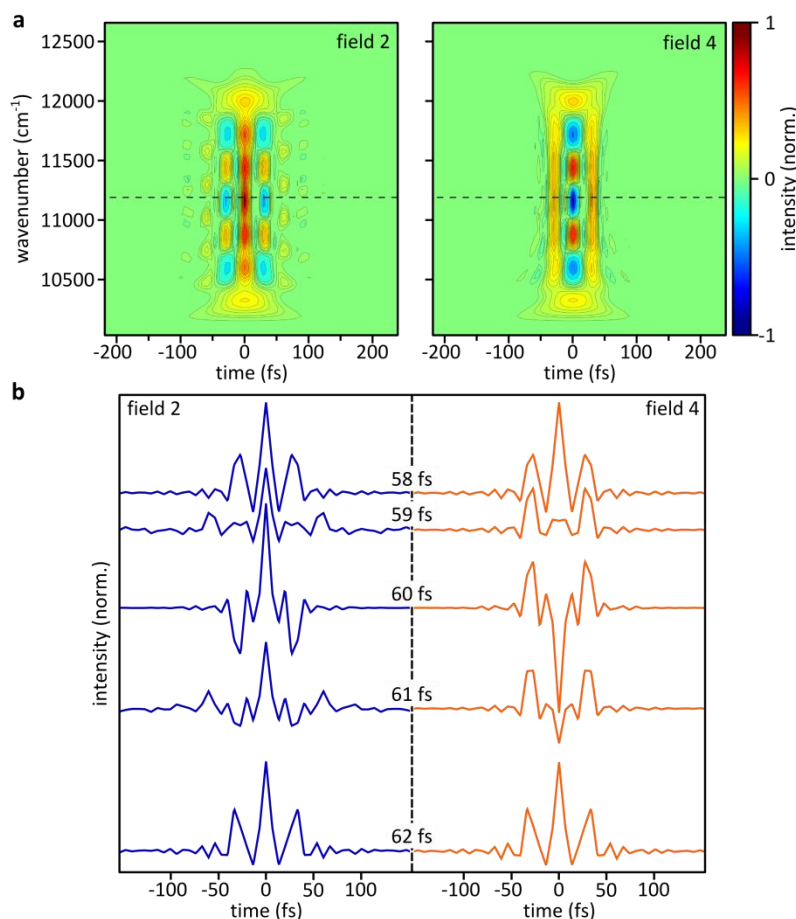 a
field 2
field 4
12500
12000
11500
11000
10500
wavenumber (cm⁻¹)
-200 -100 0 100 200
time (fs)
-200 -100 0 100 200
time (fs)
1
0
-1
intensity (norm.)
b
field 2
field 4
58 fs
59 fs
60 fs
61 fs
62 fs
intensity (norm.)
-100 -50 0 50 100
time (fs)
-100 -50 0 50 100
time (fs)